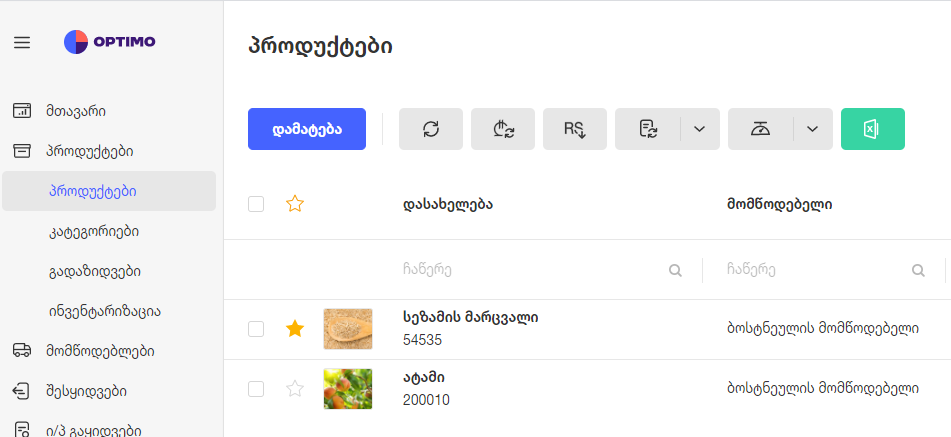 OPTIMO
მთავარი
პროდუქტები
პროდუქტები
კატეგორიები
გადაზიდვები
ინვენტარიზაცია
მომწოდებლები
შესყიდვები
ი/პ გაყიდვები
პროდუქტები
დამატება
RS
დასახელება
მომწოდებელი
ჩაწერე
ჩაწერე
სეზამის მარცვალი
54535
ბოსტნეულის მომწოდებელი
ატამი
200010
ბოსტნეულის მომწოდებელი